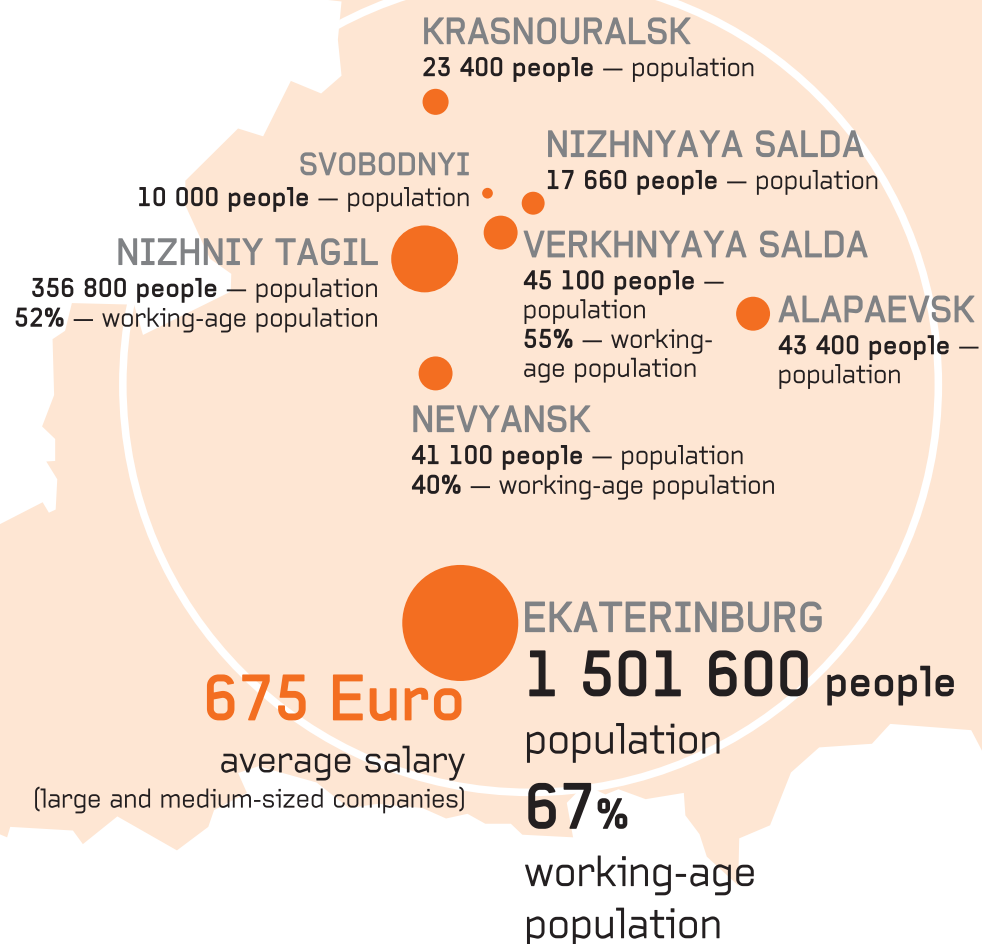 KRASNOURALSK
23 400 people — population
NIZHNYAYA SALDA
17 660 people — population
SVOBODNYI
10 000 people — population
NIZHNIY TAGIL
356 800 people — population
52% — working-age population
VERKHNYAYA SALDA
45 100 people —
population
55% — working-
age population
ALAPAEVSK
43 400 people —
population
NEVYANSK
41 100 people — population
40% — working-age population
EKATERINBURG
1 501 600 people
population
67%
working-age
population
675 Euro
average salary
(large and medium-sized companies)